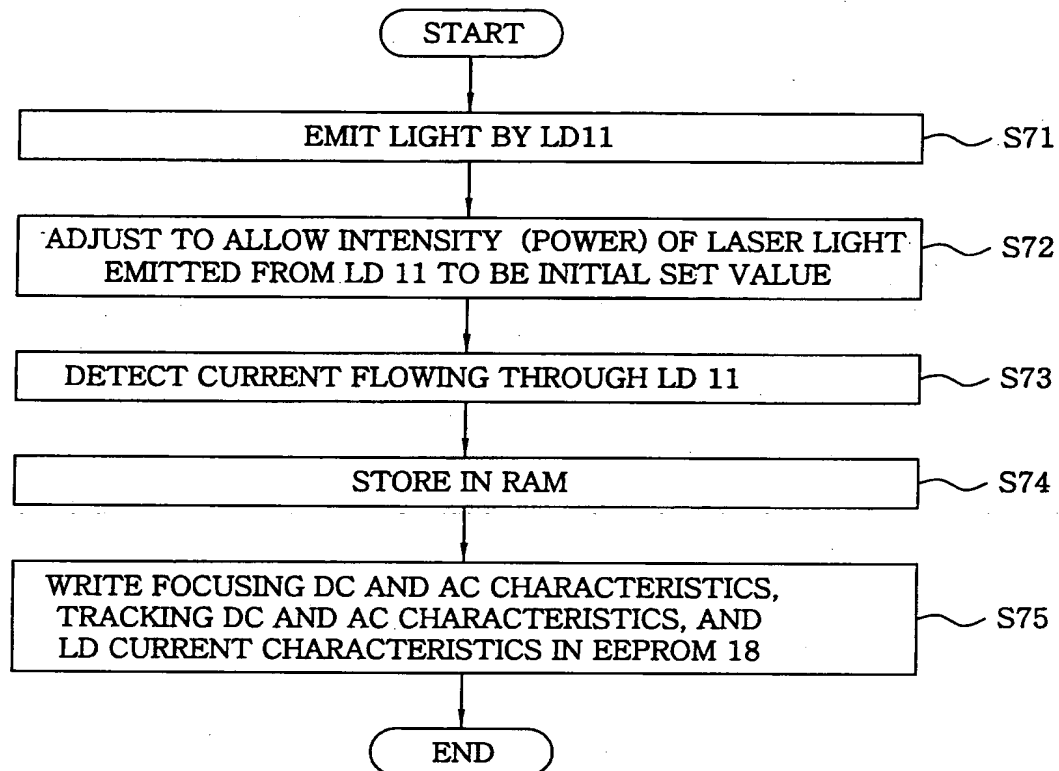 START
EMIT LIGHT BY LD11
S71
ADJUST TO ALLOW INTENSITY (POWER) OF LASER LIGHT
EMITTED FROM LD 11 TO BE INITIAL SET VALUE
S72
DETECT CURRENT FLOWING THROUGH LD 11
S73
STORE IN RAM
S74
WRITE FOCUSING DC AND AC CHARACTERISTICS,
TRACKING DC AND AC CHARACTERISTICS, AND
LD CURRENT CHARACTERISTICS IN EEPROM 18
S75
END